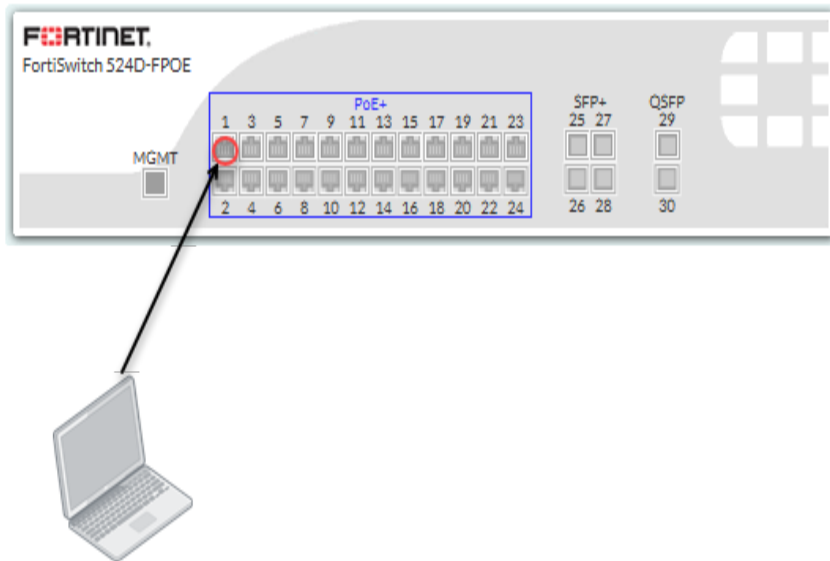 FORTINET
FortiSwitch 524D-FPOE
PoE+
SFP+
QSFP
1 3 5 7 9 11 13 15 17 19 21 23
25 27
29
MGMT
2 4 6 8 10 12 14 16 18 20 22 24
26 28
30